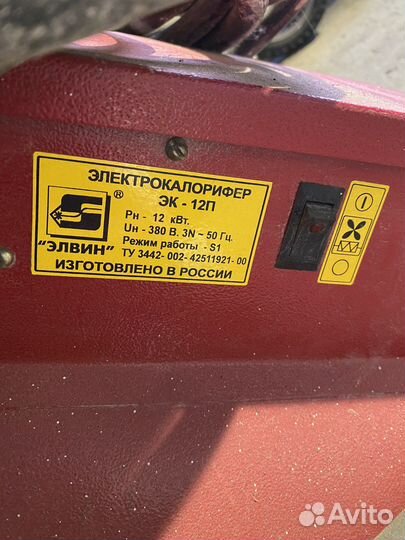 ЭЛЕКТРОКАЛОРИФЕР
ЭК - 12П
Рн - 12 кВт.
Uн - 380 В. 3N ~ 50 Гц.
Режим работы - S1
ТУ 3442- 002- 42511921- 00
®
"ЭЛВИН"
ИЗГОТОВЛЕНО В РОССИИ
Avito